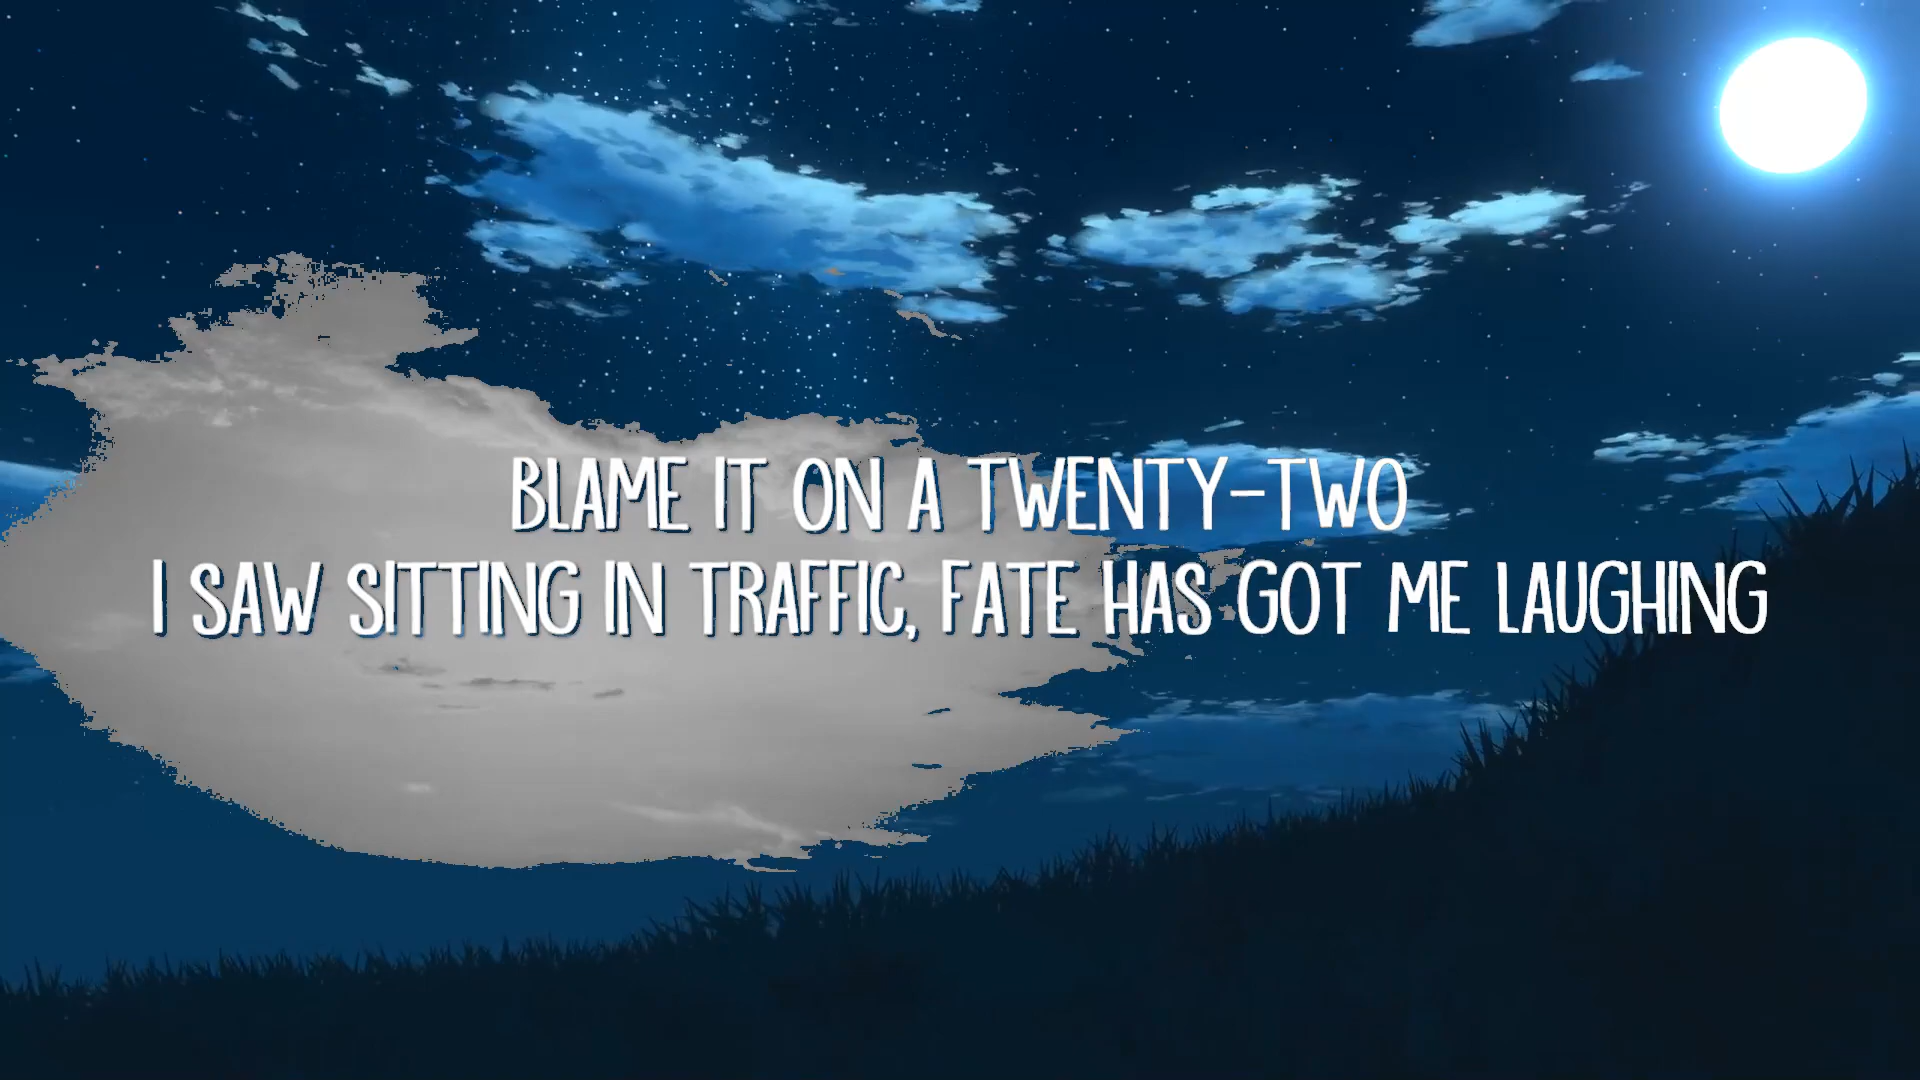 BLAME IT ON A TWENTY-TWO
I SAW SITTING IN TRAFFIC, FATE HAS GOT ME LAUGHING